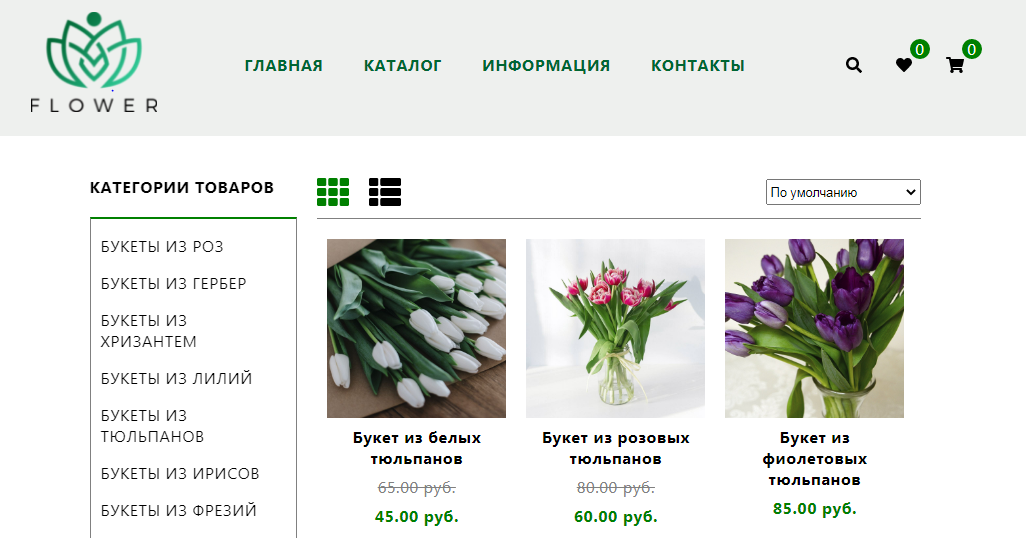 FLOWER
ГЛАВНАЯ КАТАЛОГ ИНФОРМАЦИЯ КОНТАКТЫ 0 0
КАТЕГОРИИ ТОВАРОВ
БУКЕТЫ ИЗ РОЗ
БУКЕТЫ ИЗ ГЕРБЕР
БУКЕТЫ ИЗ
ХРИЗАНТЕМ
БУКЕТЫ ИЗ ЛИЛИЙ
БУКЕТЫ ИЗ
ТЮЛЬПАНОВ
БУКЕТЫ ИЗ ИРИСОВ
БУКЕТЫ ИЗ ФРЕЗИЙ
По умолчанию
Букет из белых
тюльпанов
65.00 руб.
45.00 руб.
Букет из розовых
тюльпанов
80.00 руб.
60.00 руб.
Букет из
фиолетовых
тюльпанов
85.00 руб.